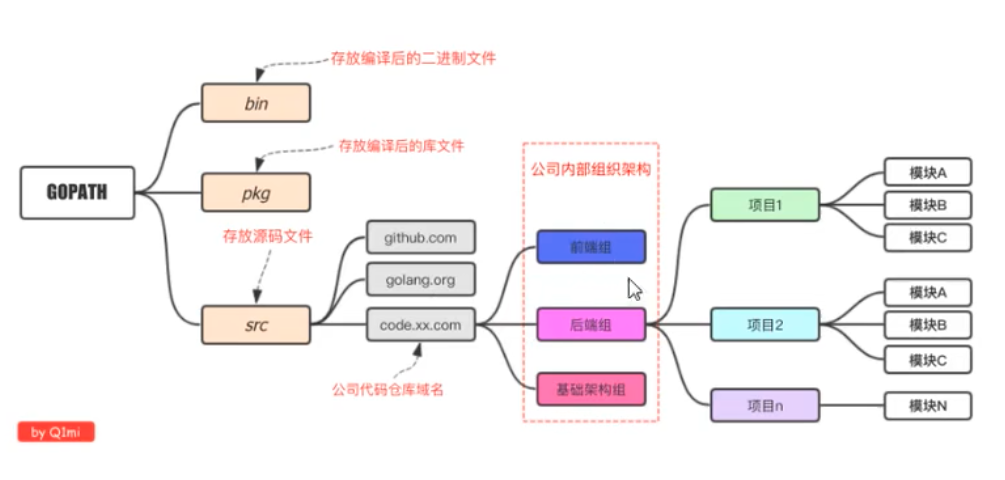 存放编译后的二进制文件
bin
存放编译后的库文件
GOPATH
pkg
存放源码文件
src
github.com
golang.org
code.xx.com
公司代码仓库域名
公司内部组织架构
前端组
后端组
基础架构组
项目1
模块A
模块B
模块C
项目2
模块A
模块B
模块C
项目n
模块N
by Q1mi